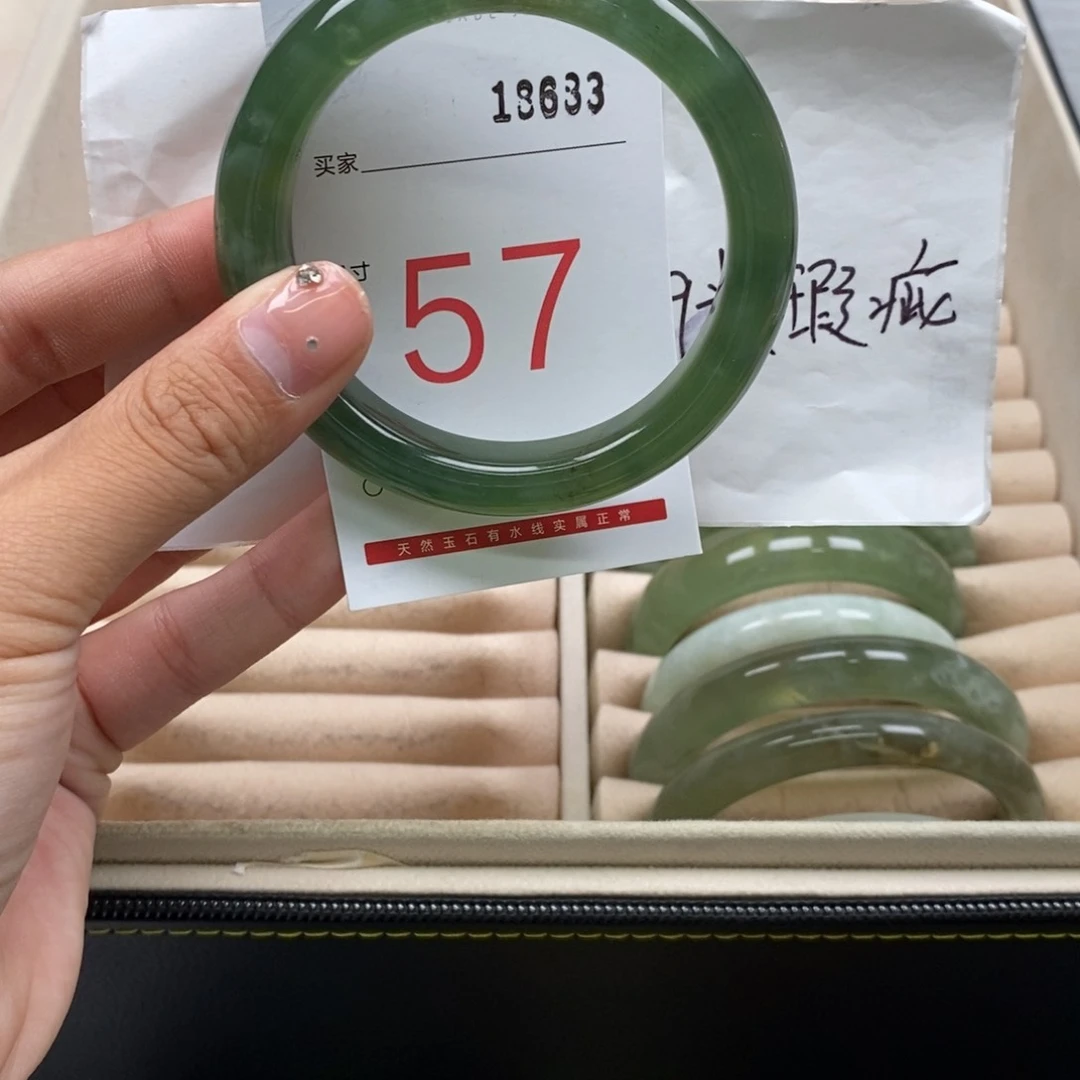 18633
买家
寸
57
瑕疵
天然玉石有水线实属正常